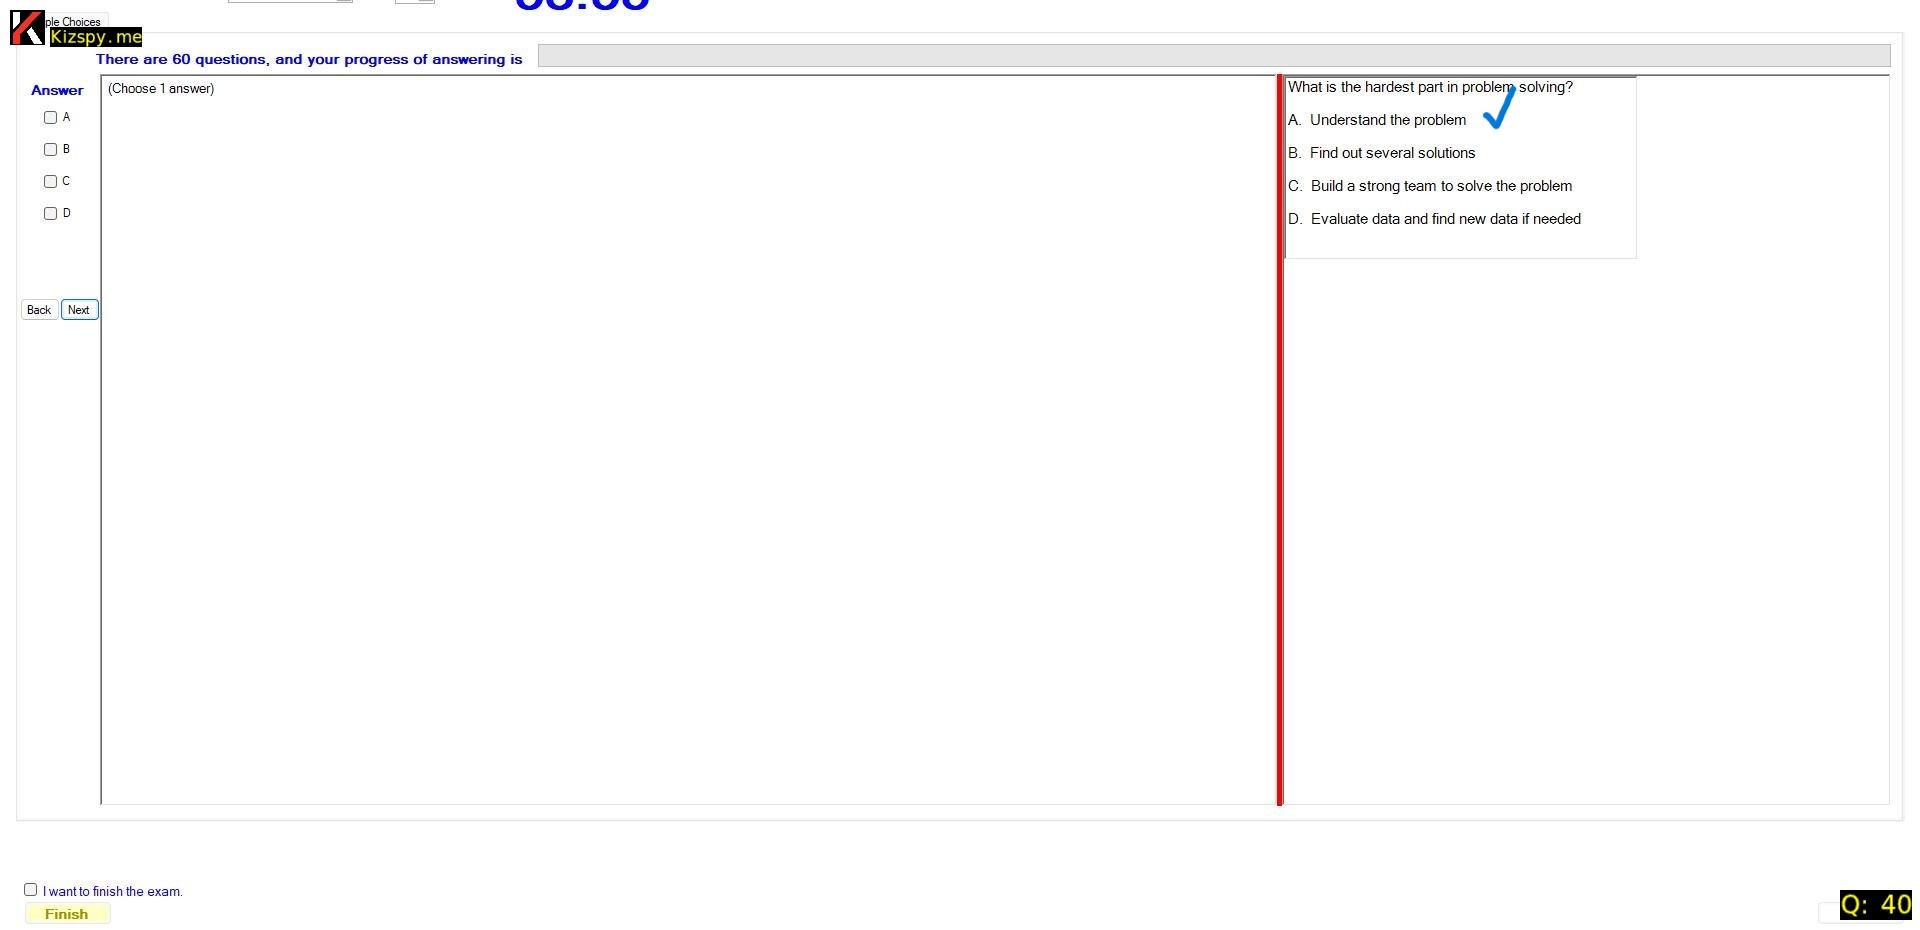 ple Choices
Kizspy.me
There are 60 questions, and your progress of answering is
Answer
(Choose 1 answer)
A
B
C
D
Back Next
What is the hardest part in problem solving?
A. Understand the problem
B. Find out several solutions
C. Build a strong team to solve the problem
D. Evaluate data and find new data if needed
I want to finish the exam.
Finish
Q: 40